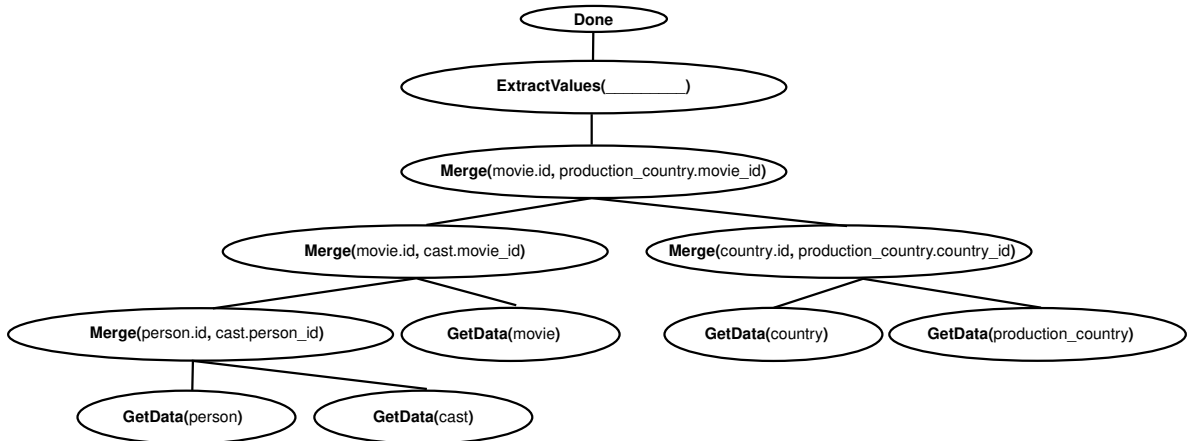 Done
ExtractValues(_________)
Merge(movie.id, production_country.movie_id)
Merge(movie.id, cast.movie_id)
Merge(country.id, production_country.country_id)
Merge(person.id, cast.person_id)
GetData(movie)
GetData(country)
GetData(production_country)
GetData(person)
GetData(cast)